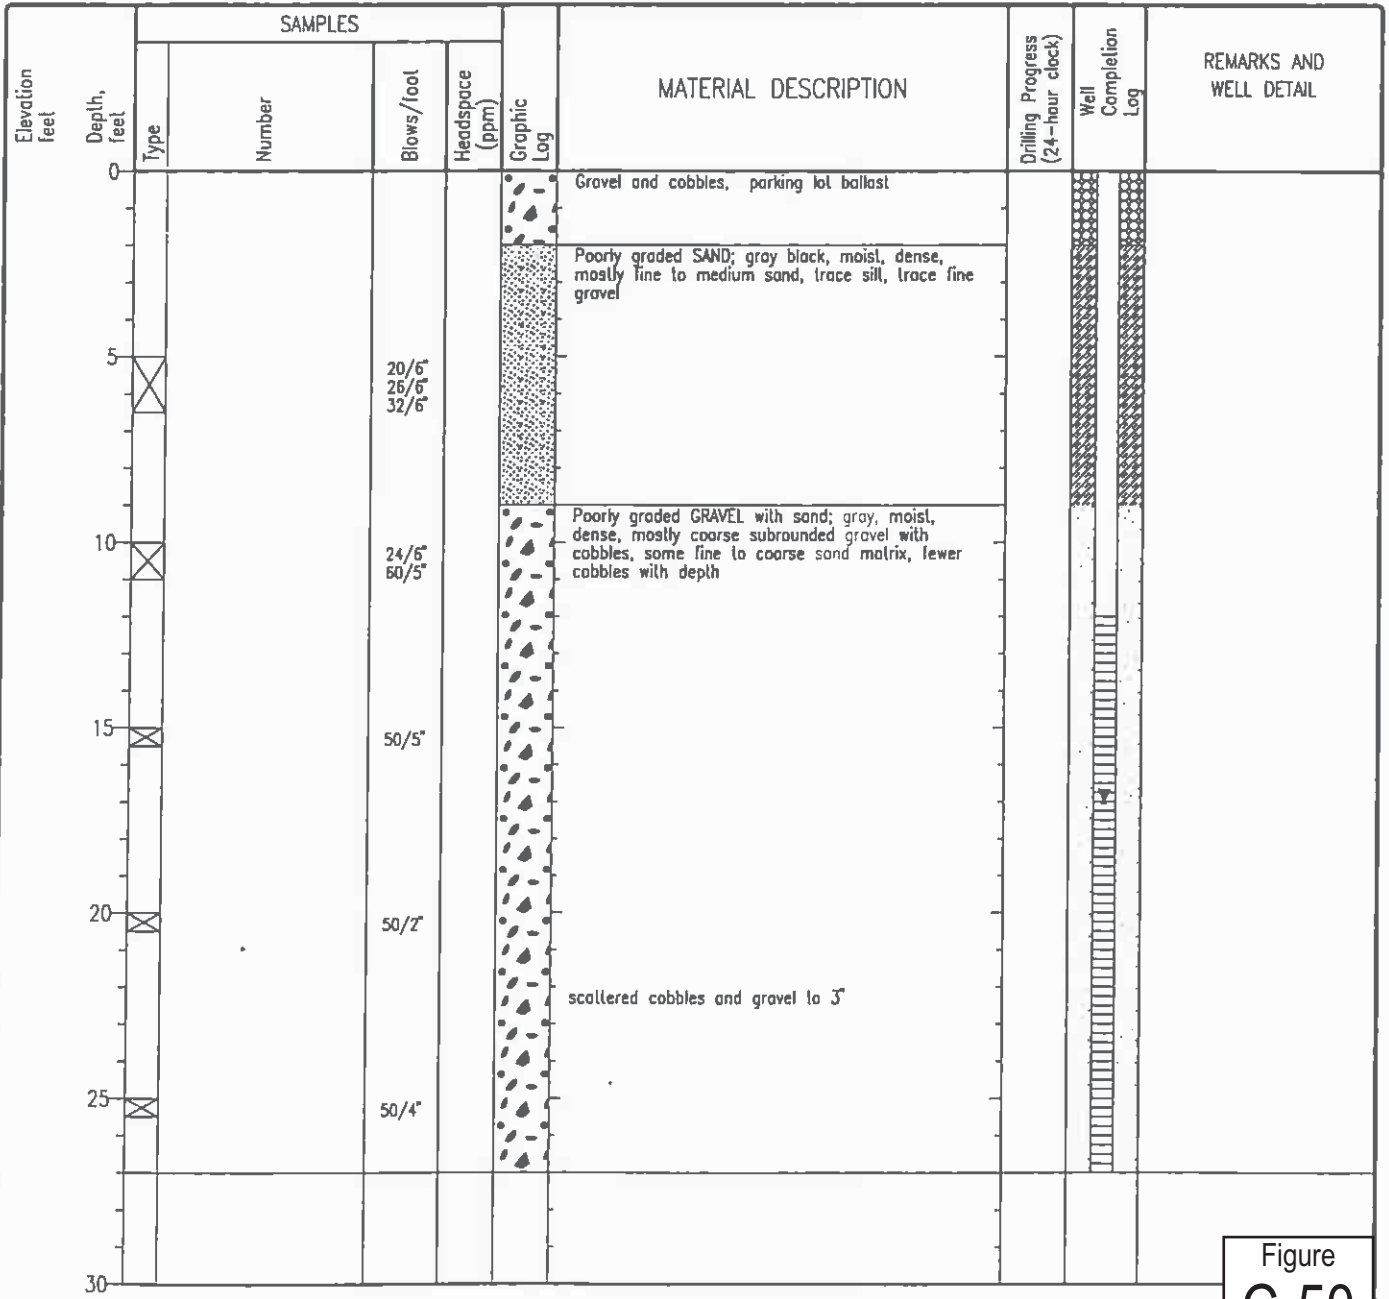 SAMPLES
Elevation
feet
Depth,
feet
Type
Number
Blows/foot
Headspace
(ppm)
Graphic
Log
MATERIAL DESCRIPTION
Drilling Progress
(24-hour clock)
Well
Completion
Log
REMARKS AND
WELL DETAIL
0
Gravel and cobbles, parking lot ballast
Poorly graded SAND; gray black, moist, dense,
mostly fine to medium sand, trace silt, trace fine
gravel
5
20/6"
26/6"
32/6"
Poorly graded GRAVEL with sand; gray, moist,
dense, mostly coarse subrounded gravel with
cobbles, some fine to coarse sand matrix, fewer
cobbles with depth
10
24/6"
60/5"
15
50/5"
20
50/2"
scattered cobbles and gravel to 3"
25
50/4"
30
Figure